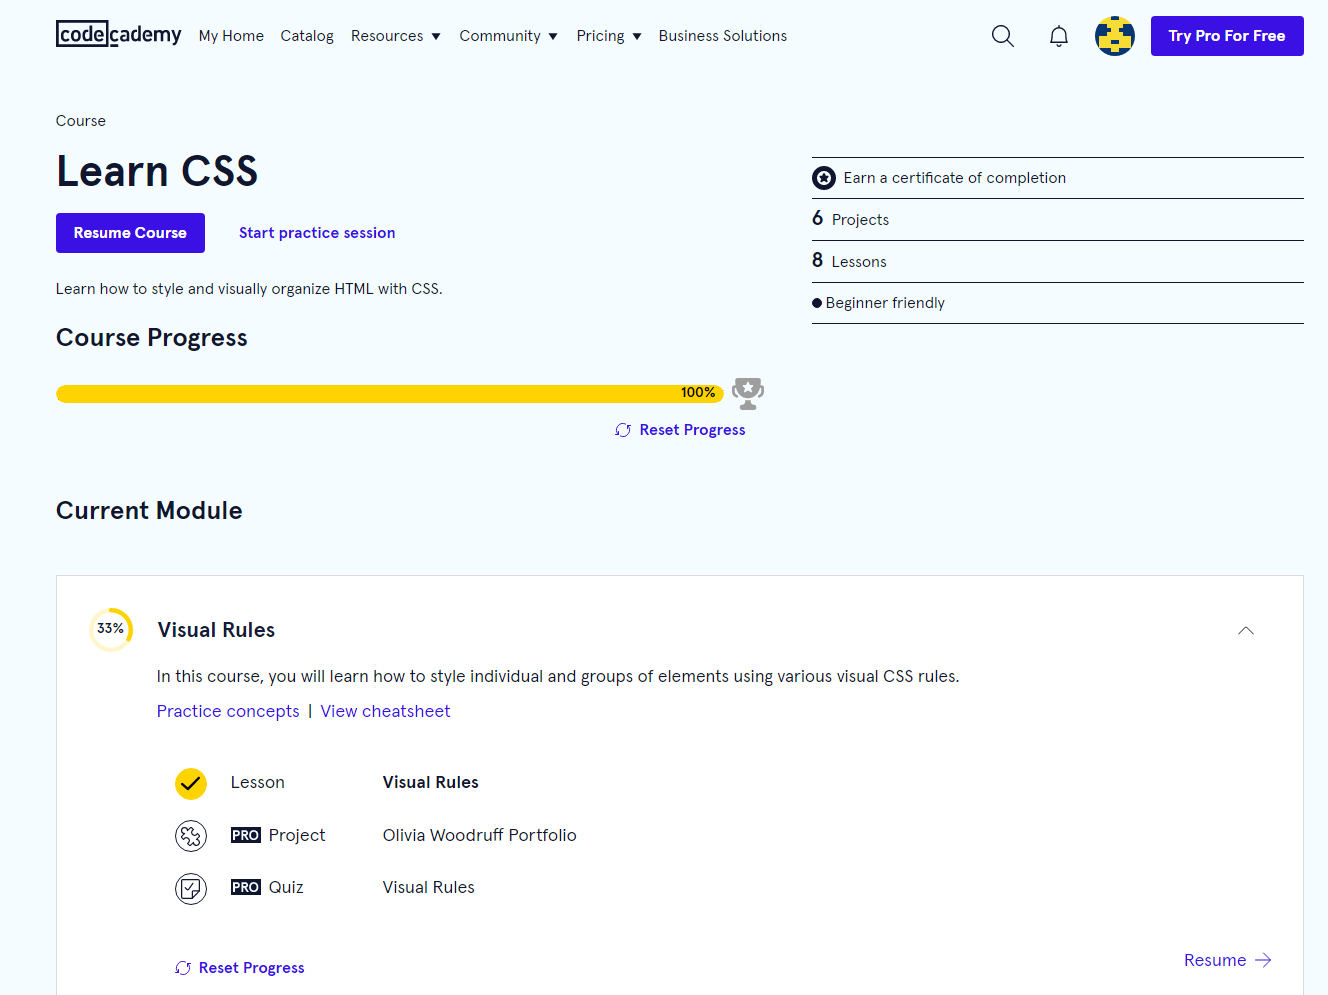 codecademy My Home Catalog Resources Community Pricing Business Solutions Try Pro For Free
Course
Learn CSS
Resume Course Start practice session
Learn how to style and visually organize HTML with CSS.
Earn a certificate of completion
6 Projects
8 Lessons
Beginner friendly
Course Progress
100%
Reset Progress
Current Module
33% Visual Rules
In this course, you will learn how to style individual and groups of elements using various visual CSS rules.
Practice concepts | View cheatsheet
Lesson Visual Rules
PRO Project Olivia Woodruff Portfolio
PRO Quiz Visual Rules
Reset Progress
Resume